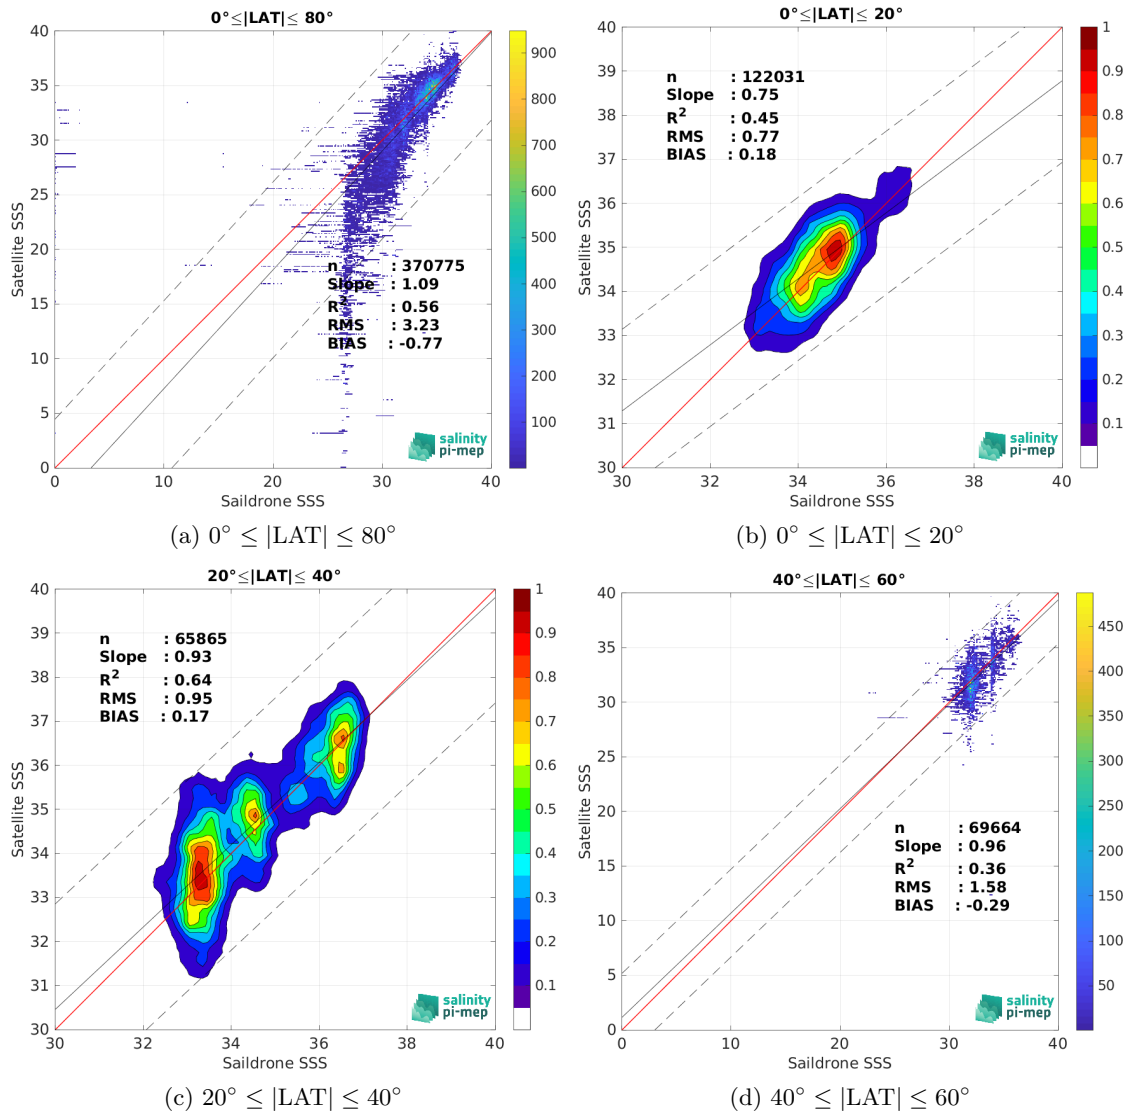 0°≤|LAT|≤ 80°
40
35
30
25
20
15
10
5
0
Satellite SSS
n : 370775
Slope : 1.09
R² : 0.56
RMS : 3.23
BIAS : -0.77
salinity
pi-mep
0 10 20 30 40
Saildrone SSS
900
800
700
600
500
400
300
200
100
(a) 0° ≤ |LAT| ≤ 80°
0°≤|LAT|≤ 20°
40
39
38
37
36
35
34
33
32
31
30
Satellite SSS
n : 122031
Slope : 0.75
R² : 0.45
RMS : 0.77
BIAS : 0.18
salinity
pi-mep
30 32 34 36 38 40
Saildrone SSS
1
0.9
0.8
0.7
0.6
0.5
0.4
0.3
0.2
0.1
(b) 0° ≤ |LAT| ≤ 20°
20°≤|LAT|≤ 40°
40
39
38
37
36
35
34
33
32
31
30
Satellite SSS
n : 65865
Slope : 0.93
R² : 0.64
RMS : 0.95
BIAS : 0.17
salinity
pi-mep
30 32 34 36 38 40
Saildrone SSS
1
0.9
0.8
0.7
0.6
0.5
0.4
0.3
0.2
0.1
(c) 20° ≤ |LAT| ≤ 40°
40°≤|LAT|≤ 60°
40
35
30
25
20
15
10
5
0
Satellite SSS
n : 69664
Slope : 0.96
R² : 0.36
RMS : 1.58
BIAS : -0.29
salinity
pi-mep
0 10 20 30 40
Saildrone SSS
450
400
350
300
250
200
150
100
50
(d) 40° ≤ |LAT| ≤ 60°